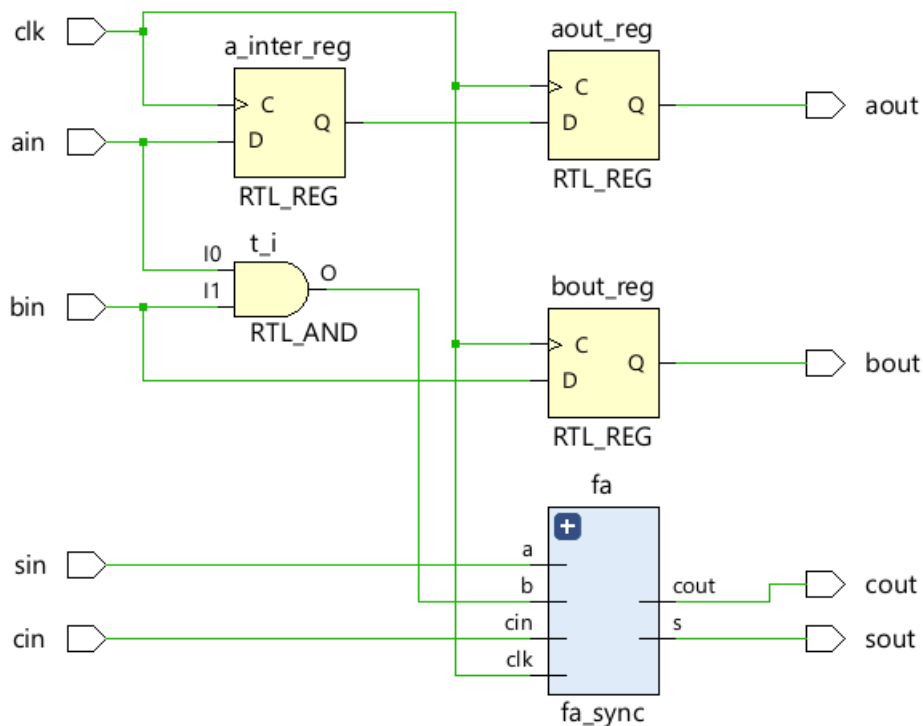 clk
a_inter_reg
C
D
Q
RTL_REG
aout_reg
C
D
Q
RTL_REG
aout
ain
t_i
I0
I1
O
RTL_AND
bin
bout_reg
C
D
Q
RTL_REG
bout
fa
+
sin
a
b
cin
cin
clk
cout
s
cout
sout
fa_sync